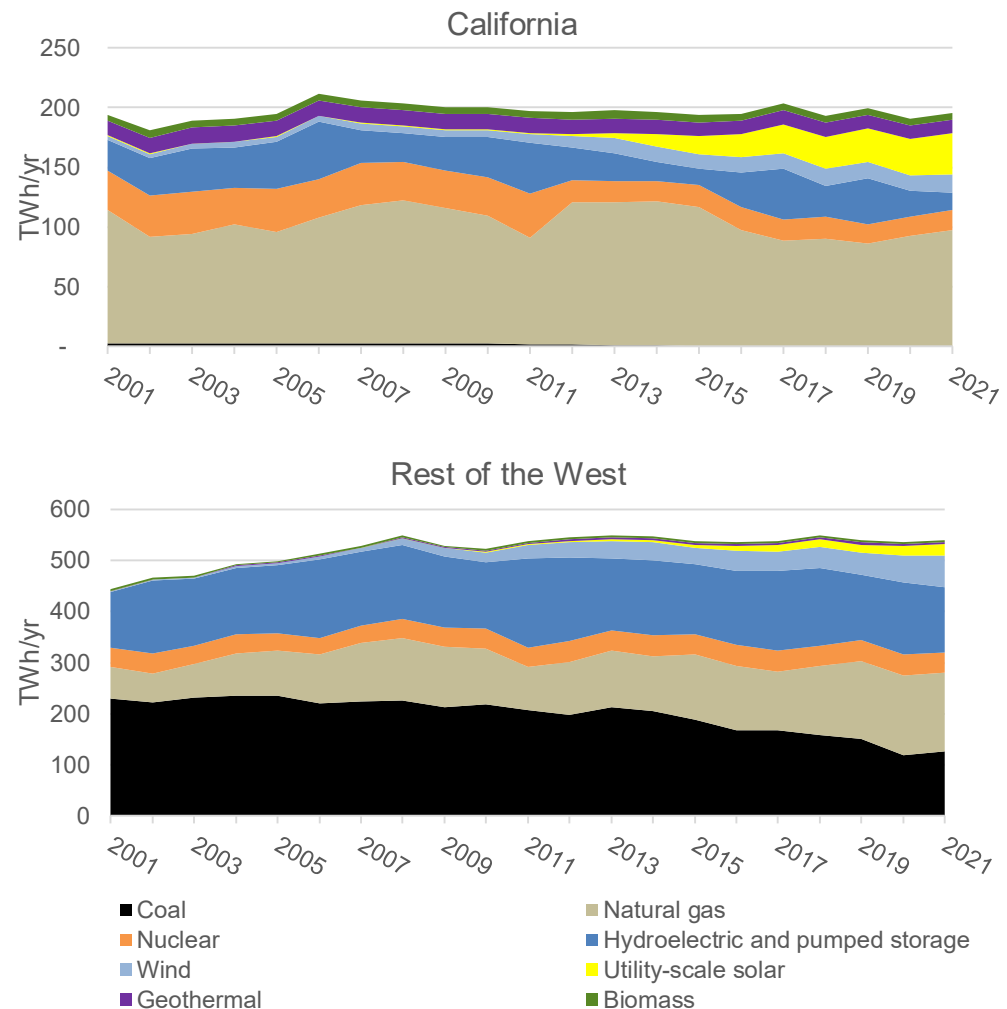 California
250
200
150
100
50
-
TWh/yr
2001 2003 2005 2007 2009 2011 2013 2015 2017 2019 2021
Rest of the West
600
500
400
300
200
100
0
TWh/yr
2001 2003 2005 2007 2009 2011 2013 2015 2017 2019 2021
Coal Natural gas
Nuclear Hydroelectric and pumped storage
Wind Utility-scale solar
Geothermal Biomass